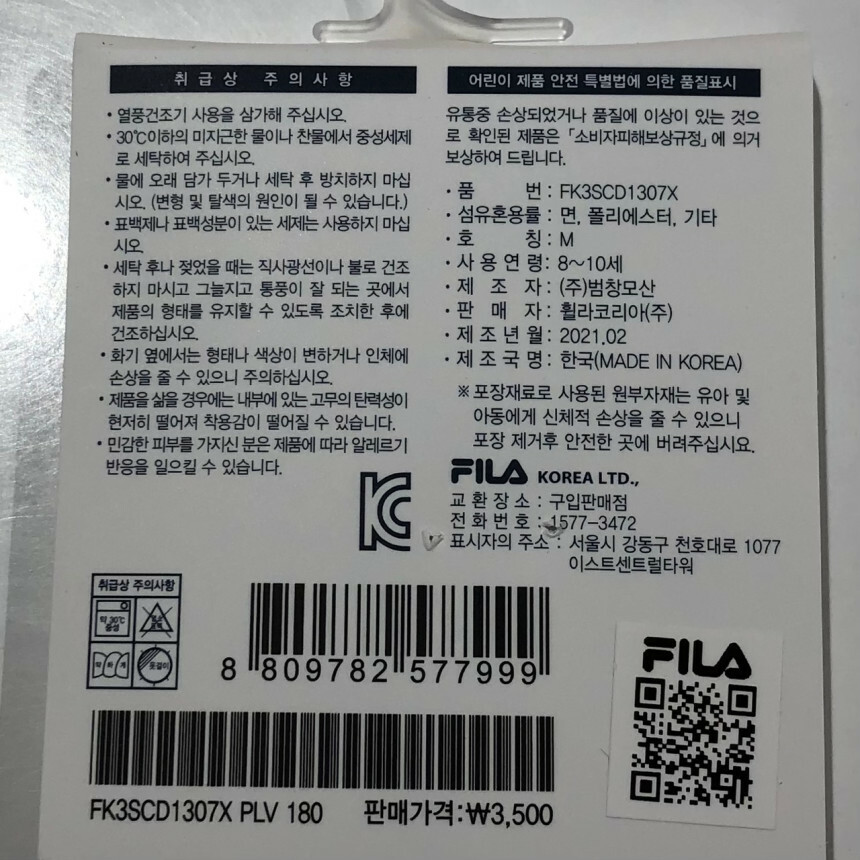 취급상 주의사항
• 열풍건조기 사용을 삼가해 주십시오.
• 30℃이하의 미지근한 물이나 찬물에서 중성세제
로 세탁하여 주십시오.
• 물에 오래 담가 두거나 세탁 후 방치하지 마십
시오. (변형 및 탈색의 원인이 될 수 있습니다.)
• 표백제나 표백성분이 있는 세제는 사용하지 마십
시오.
• 세탁 후나 젖었을 때는 직사광선이나 불로 건조
하지 마시고 그늘지고 통풍이 잘 되는 곳에서
제품의 형태를 유지할 수 있도록 조치한 후에
건조하십시오.
• 화기 옆에서는 형태나 색상이 변하거나 인체에
손상을 줄 수 있으니 주의하십시오.
• 제품을 삶을 경우에는 내부에 있는 고무의 탄력성이
현저히 떨어져 착용감이 떨어질 수 있습니다.
• 민감한 피부를 가지신 분은 제품에 따라 알레르기
반응을 일으킬 수 있습니다.
어린이 제품 안전 특별법에 의한 품질표시
유통중 손상되었거나 품질에 이상이 있는 것으
로 확인된 제품은 「소비자피해보상규정」에 의거
보상하여 드립니다.
· 품 번 : FK3SCD1307X
· 섬유혼용률 : 면, 폴리에스터, 기타
· 호 칭 : M
· 사용연령 : 8~10세
· 제 조 자 : (주)범창모산
· 판 매 자 : 휠라코리아(주)
· 제조년월 : 2021.02
· 제조국명 : 한국(MADE IN KOREA)
※ 포장재료로 사용된 원부자재는 유아 및
아동에게 신체적 손상을 줄 수 있으니
포장 제거후 안전한 곳에 버려주십시요.
FILA KOREA LTD.,
교환장소 : 구입판매점
전화번호 : 1577-3472
표시자의 주소 : 서울시 강동구 천호대로 1077
이스트센트럴타워
KC
취급상 주의사항
약 30℃
중성
약하게
옷걸이
8 809782 577999
FILA
FK3SCD1307X PLV 180 판매가격:₩3,500